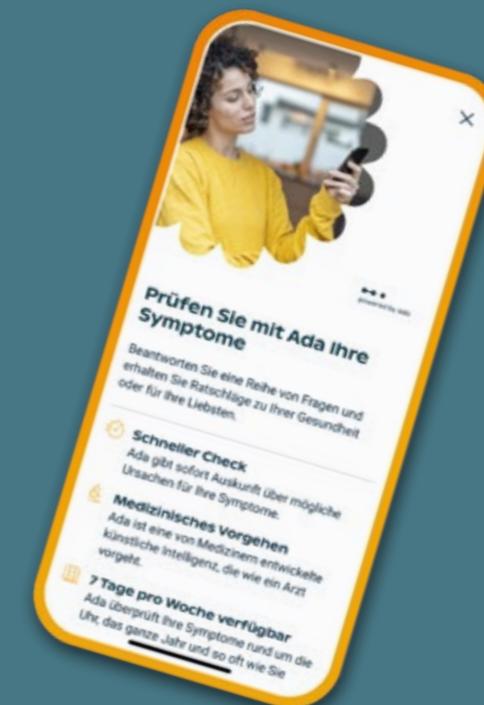 powered by ada
Prüfen Sie mit Ada Ihre
Symptome
Beantworten Sie eine Reihe von Fragen und
erhalten Sie Ratschläge zu Ihrer Gesundheit
oder für Ihre Liebsten.
Schneller Check
Ada gibt sofort Auskunft über mögliche
Ursachen für Ihre Symptome.
Medizinisches Vorgehen
Ada ist eine von Medizinern entwickelte
künstliche Intelligenz, die wie ein Arzt
vorgeht.
7 Tage pro Woche verfügbar
Ada überprüft Ihre Symptome rund um die
Uhr, das ganze Jahr und so oft wie Sie